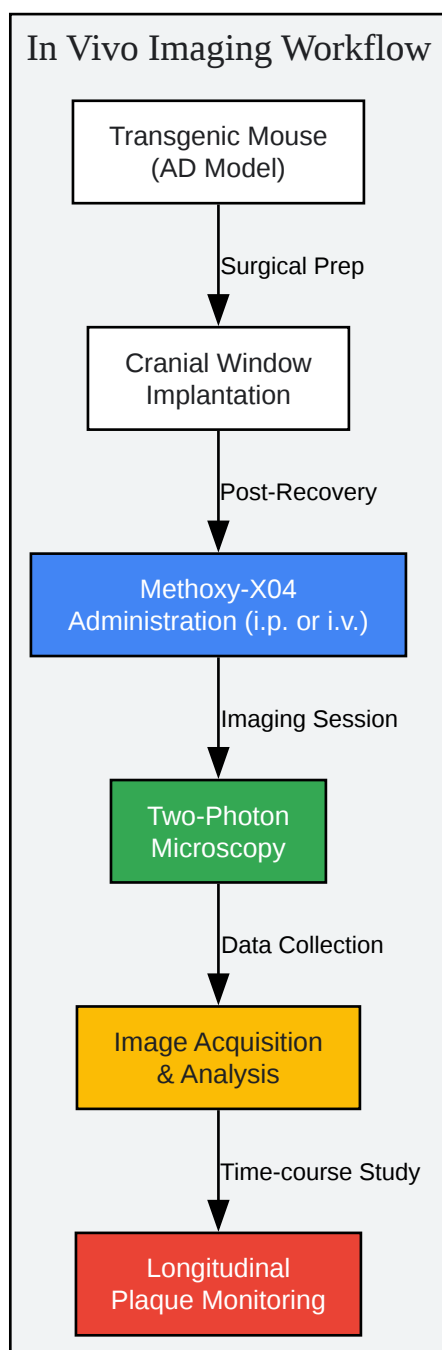 In Vivo Imaging Workflow
Transgenic Mouse
(AD Model)
Surgical Prep
Cranial Window
Implantation
Post-Recovery
Methoxy-X04
Administration (i.p. or i.v.)
Imaging Session
Two-Photon
Microscopy
Data Collection
Image Acquisition
& Analysis
Time-course Study
Longitudinal
Plaque Monitoring